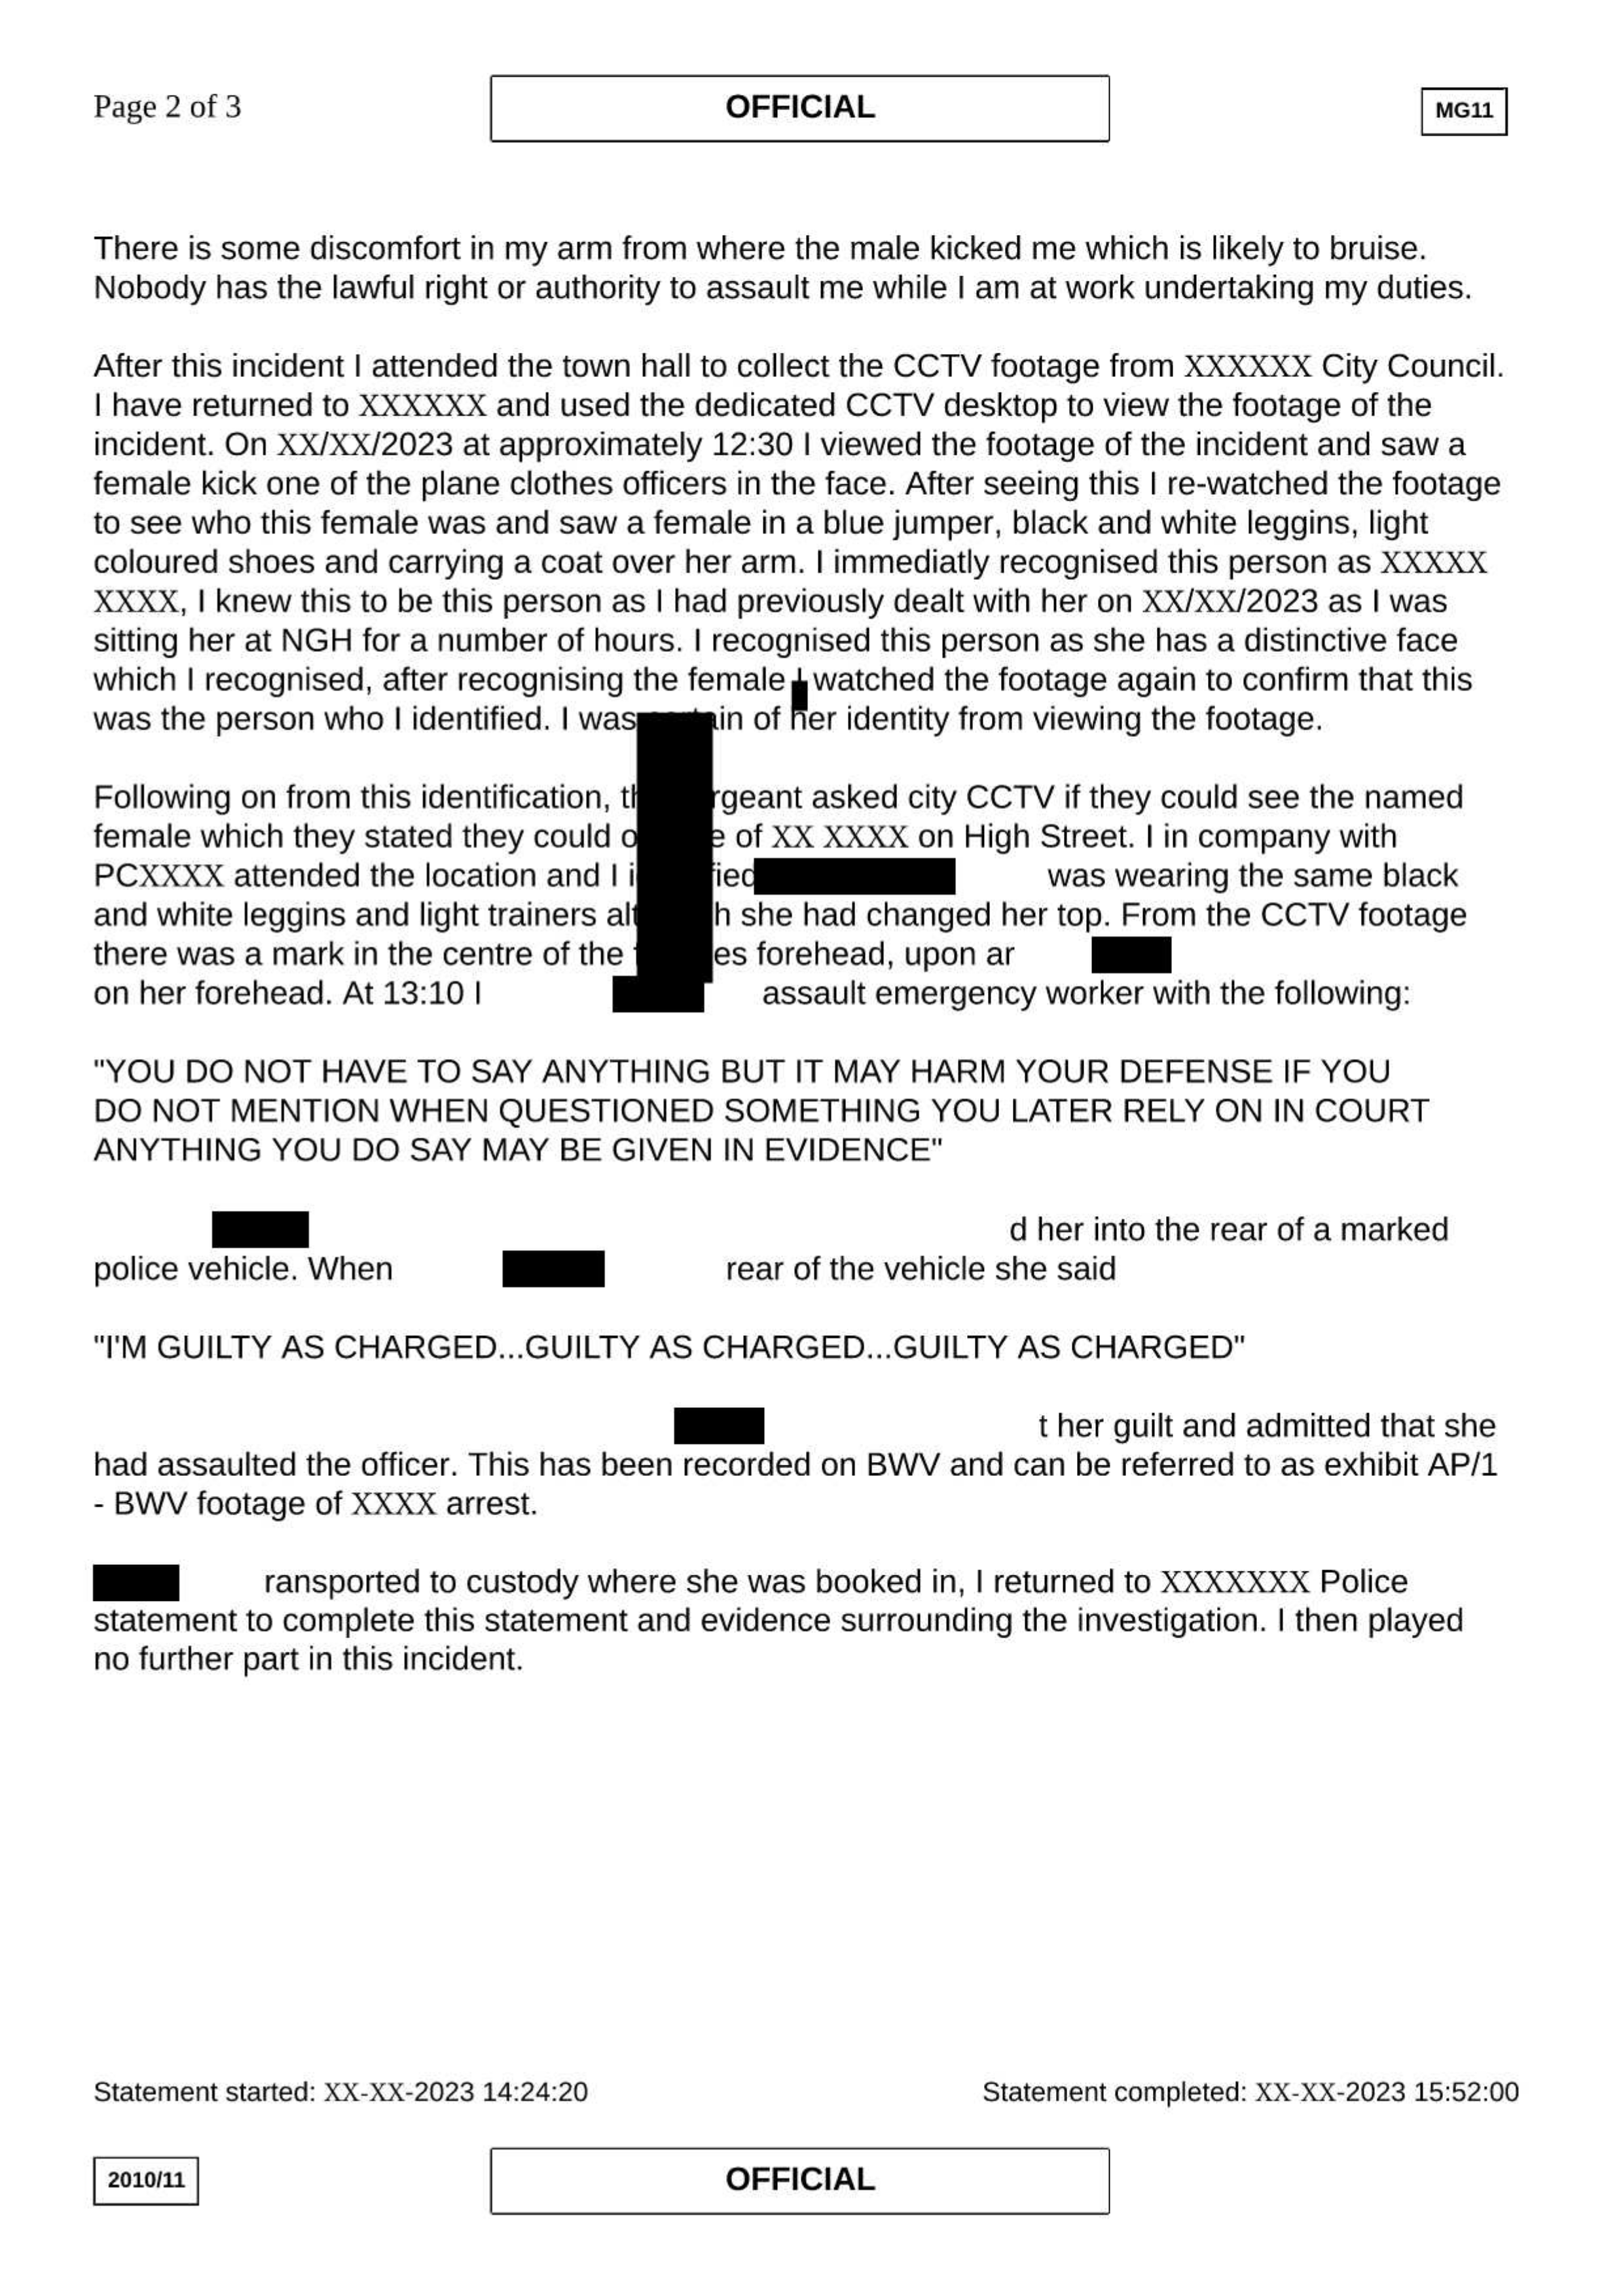 Page 2 of 3
OFFICIAL
MG11
There is some discomfort in my arm from where the male kicked me which is likely to bruise.
Nobody has the lawful right or authority to assault me while I am at work undertaking my duties.
After this incident I attended the town hall to collect the CCTV footage from XXXXXX City Council.
I have returned to XXXXXX and used the dedicated CCTV desktop to view the footage of the
incident. On XX/XX/2023 at approximately 12:30 I viewed the footage of the incident and saw a
female kick one of the plane clothes officers in the face. After seeing this I re-watched the footage
to see who this female was and saw a female in a blue jumper, black and white leggins, light
coloured shoes and carrying a coat over her arm. I immediatly recognised this person as XXXXX
XXXX, I knew this to be this person as I had previously dealt with her on XX/XX/2023 as I was
sitting her at NGH for a number of hours. I recognised this person as she has a distinctive face
which I recognised, after recognising the female I watched the footage again to confirm that this
was the person who I identified. I was of her identity from viewing the footage.
Following on from this identification, asked city CCTV if they could see the named
female which they stated they could of XX XXXX on High Street. I in company with
PCXXXX attended the location and I was wearing the same black
and white leggins and light trainers she had changed her top. From the CCTV footage
there was a mark in the centre of the forehead, upon ar
on her forehead. At 13:10 I assault emergency worker with the following:
"YOU DO NOT HAVE TO SAY ANYTHING BUT IT MAY HARM YOUR DEFENSE IF YOU
DO NOT MENTION WHEN QUESTIONED SOMETHING YOU LATER RELY ON IN COURT
ANYTHING YOU DO SAY MAY BE GIVEN IN EVIDENCE"
d her into the rear of a marked
police vehicle. When rear of the vehicle she said
"I'M GUILTY AS CHARGED...GUILTY AS CHARGED...GUILTY AS CHARGED"
t her guilt and admitted that she
had assaulted the officer. This has been recorded on BWV and can be referred to as exhibit AP/1
- BWV footage of XXXX arrest.
ransported to custody where she was booked in, I returned to XXXXXXX Police
statement to complete this statement and evidence surrounding the investigation. I then played
no further part in this incident.
Statement started: XX-XX-2023 14:24:20
Statement completed: XX-XX-2023 15:52:00
2010/11
OFFICIAL